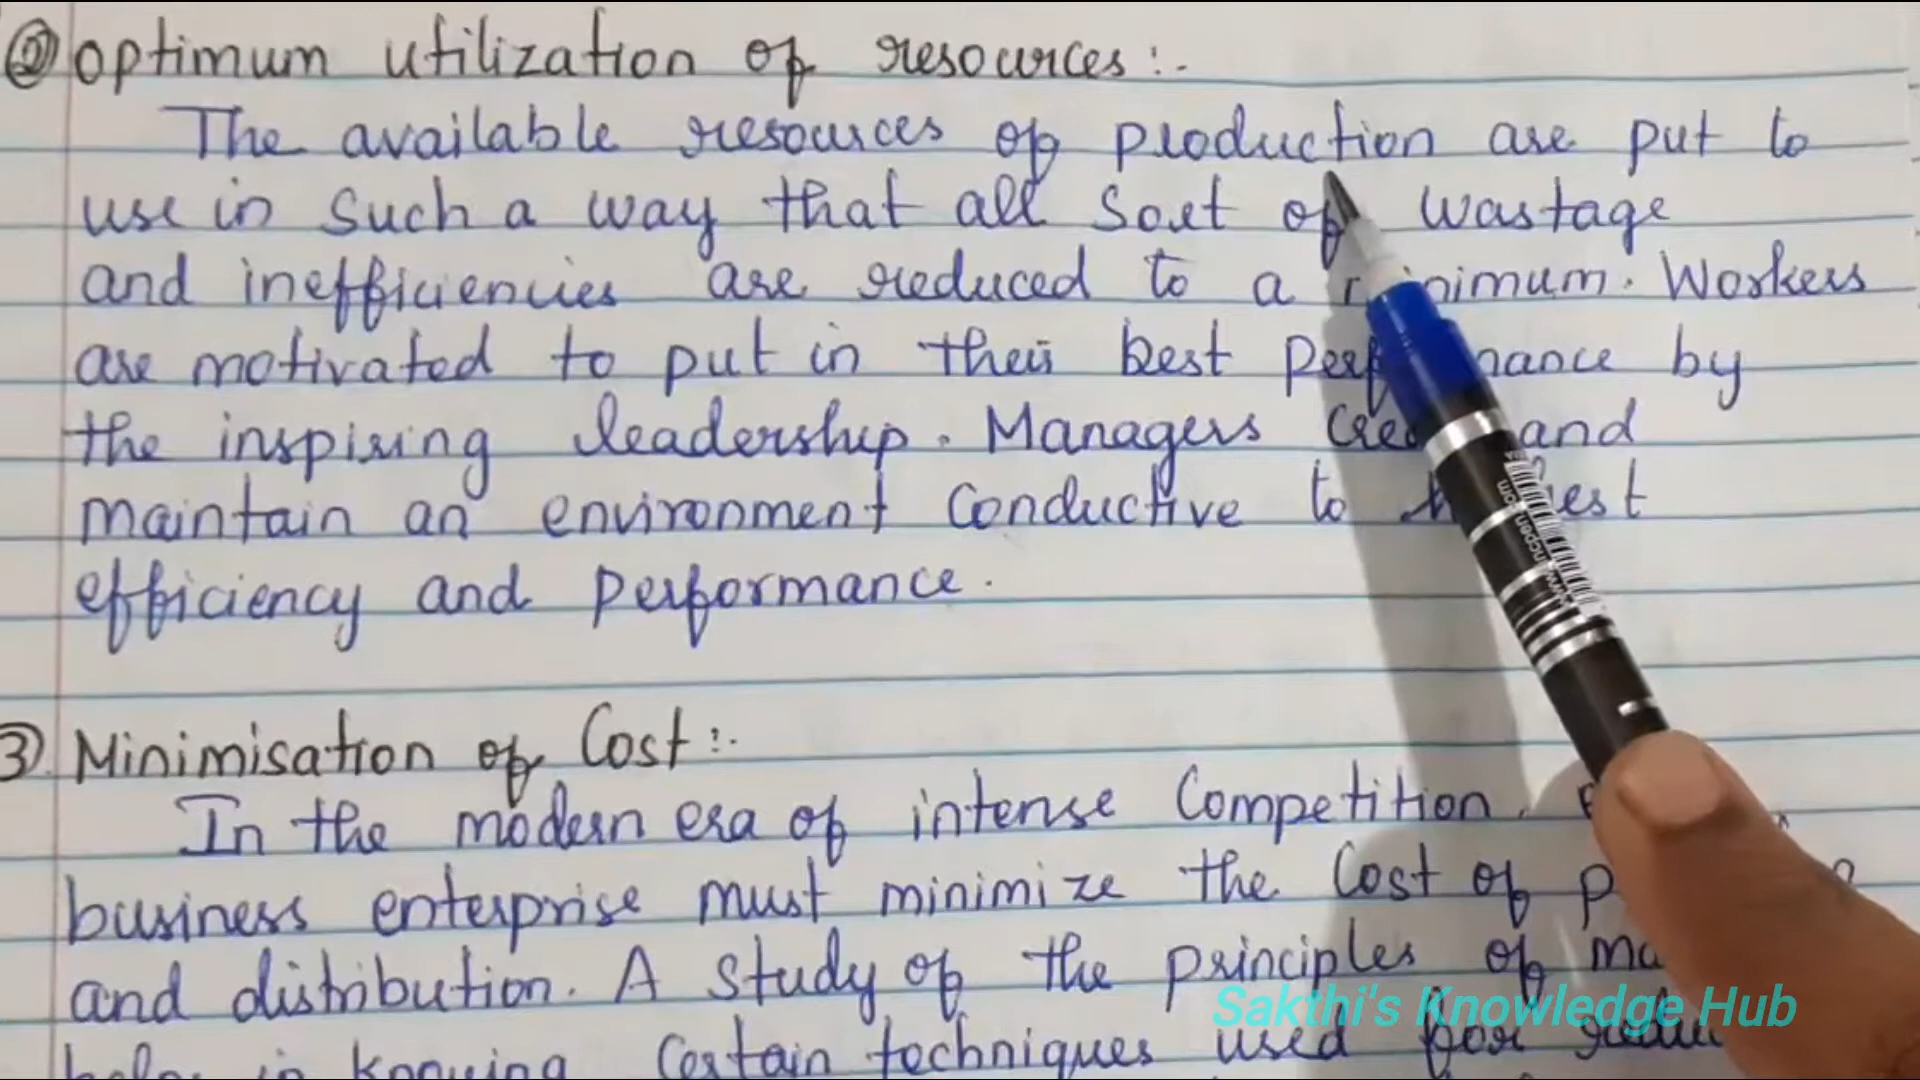 ② Optimum utilization of resources:-
The available resources of production are put to
use in such a way that all Sort of wastage
and inefficiencies are reduced to a minimum. Workers
are motivated to put in their best performance by
the inspiring leadership. Managers and
maintain an environment Conductive to
efficiency and Performance.
3 Minimisation of Cost:-
In the modern era of intense Competition,
business enterprise must minimize the Cost of
and distribution. A study of the principles of
in knowing Certain techniques used for
Sakthi's Knowledge Hub